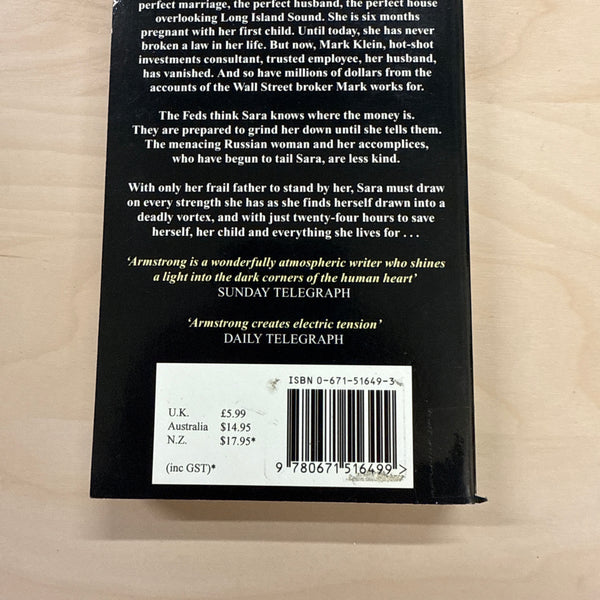 perfect marriage, the perfect husband, the perfect house
overlooking Long Island Sound. She is six months
pregnant with her first child. Until today, she has never
broken a law in her life. But now, Mark Klein, hot-shot
investments consultant, trusted employee, her husband,
has vanished. And so have millions of dollars from the
accounts of the Wall Street broker Mark works for.
The Feds think Sara knows where the money is.
They are prepared to grind her down until she tells them.
The menacing Russian woman and her accomplices,
who have begun to tail Sara, are less kind.
With only her frail father to stand by her, Sara must draw
on every strength she has as she finds herself drawn into a
deadly vortex, and with just twenty-four hours to save
herself, her child and everything she lives for . . .
‘Armstrong is a wonderfully atmospheric writer who shines
a light into the dark corners of the human heart’
SUNDAY TELEGRAPH
‘Armstrong creates electric tension’
DAILY TELEGRAPH
ISBN 0-671-51649-3
U.K. £5.99
Australia $14.95
N.Z. $17.95*
(inc GST)*
9 780671 516499 >